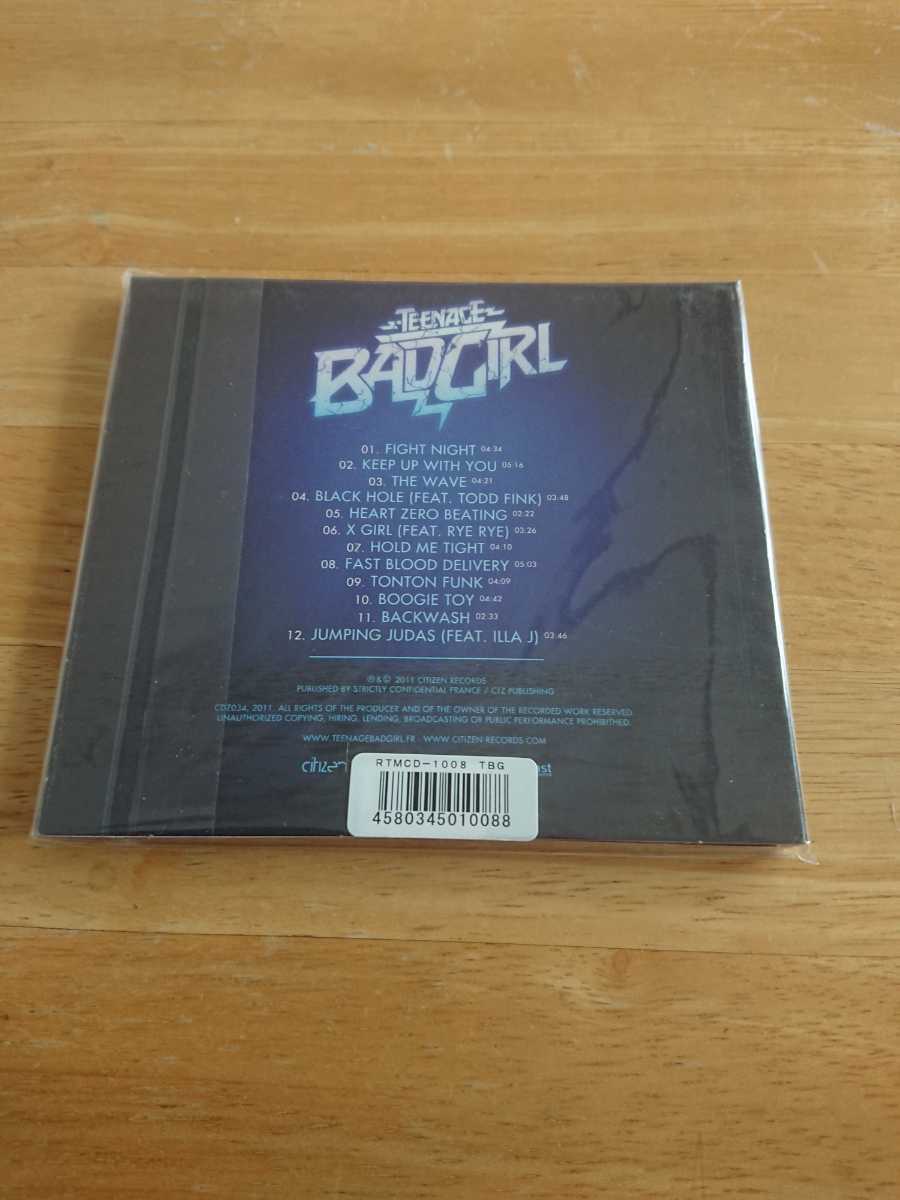 TEENAGE
BADGIRL
01. FIGHT NIGHT 04:34
02. KEEP UP WITH YOU 05:16
03. THE WAVE 04:21
04. BLACK HOLE (FEAT. TODD FINK) 03:48
05. HEART ZERO BEATING 02:22
06. X GIRL (FEAT. RYE RYE) 03:26
07. HOLD ME TIGHT 04:10
08. FAST BLOOD DELIVERY 05:03
09. TONTON FUNK 04:09
10. BOOGIE TOY 04:42
11. BACKWASH 02:33
12. JUMPING JUDAS (FEAT. ILLA J) 03:46
℗ & © 2011 CITIZEN RECORDS
PUBLISHED BY STRICTLY CONFIDENTIAL FRANCE / CTZ PUBLISHING
CDZ034, 2011. ALL RIGHTS OF THE PRODUCER AND OF THE OWNER OF THE RECORDED WORK RESERVED.
UNAUTHORIZED COPYING, HIRING, LENDING, BROADCASTING OR PUBLIC PERFORMANCE PROHIBITHED.
WWW.TEENAGEBADGIRL.FR - WWW.CITIZEN-RECORDS.COM
citizen
RTMCD-1008 TBG
4580345010088